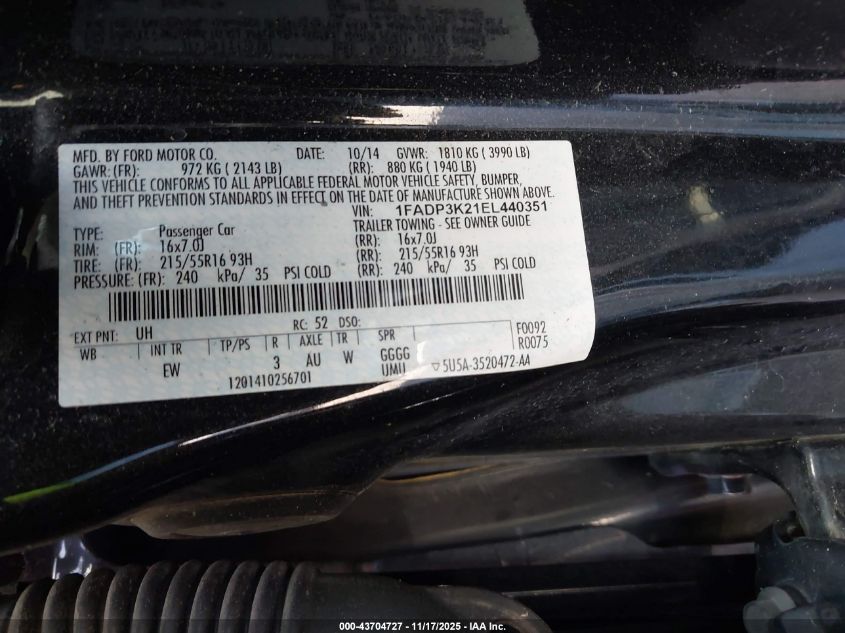 MFD. BY FORD MOTOR CO. DATE: 10/14 GVWR: 1810 KG ( 3990 LB)
GAWR: (FR): 972 KG ( 2143 LB) (RR): 880 KG ( 1940 LB)
THIS VEHICLE CONFORMS TO ALL APPLICABLE FEDERAL MOTOR VEHICLE SAFETY, BUMPER,
AND THEFT PREVENTION STANDARDS IN EFFECT ON THE DATE OF MANUFACTURE SHOWN ABOVE.
VIN: 1FADP3K21EL440351
TYPE: Passenger Car TRAILER TOWING - SEE OWNER GUIDE
RIM: (FR): 16x7.0J (RR): 16x7.0J
TIRE: (FR): 215/55R16 93H (RR): 215/55R16 93H
PRESSURE: (FR): 240 kPa/ 35 PSI COLD (RR): 240 kPa/ 35 PSI COLD
EXT PNT: UH RC: 52 DSO: F0092
WB INT TR TP/PS R AXLE TR SPR R0075
EW 3 AU W GGGG
UMU 5U5A-3520472-AA
1201410256701
000-43704727 - 11/17/2025 - IAA Inc.